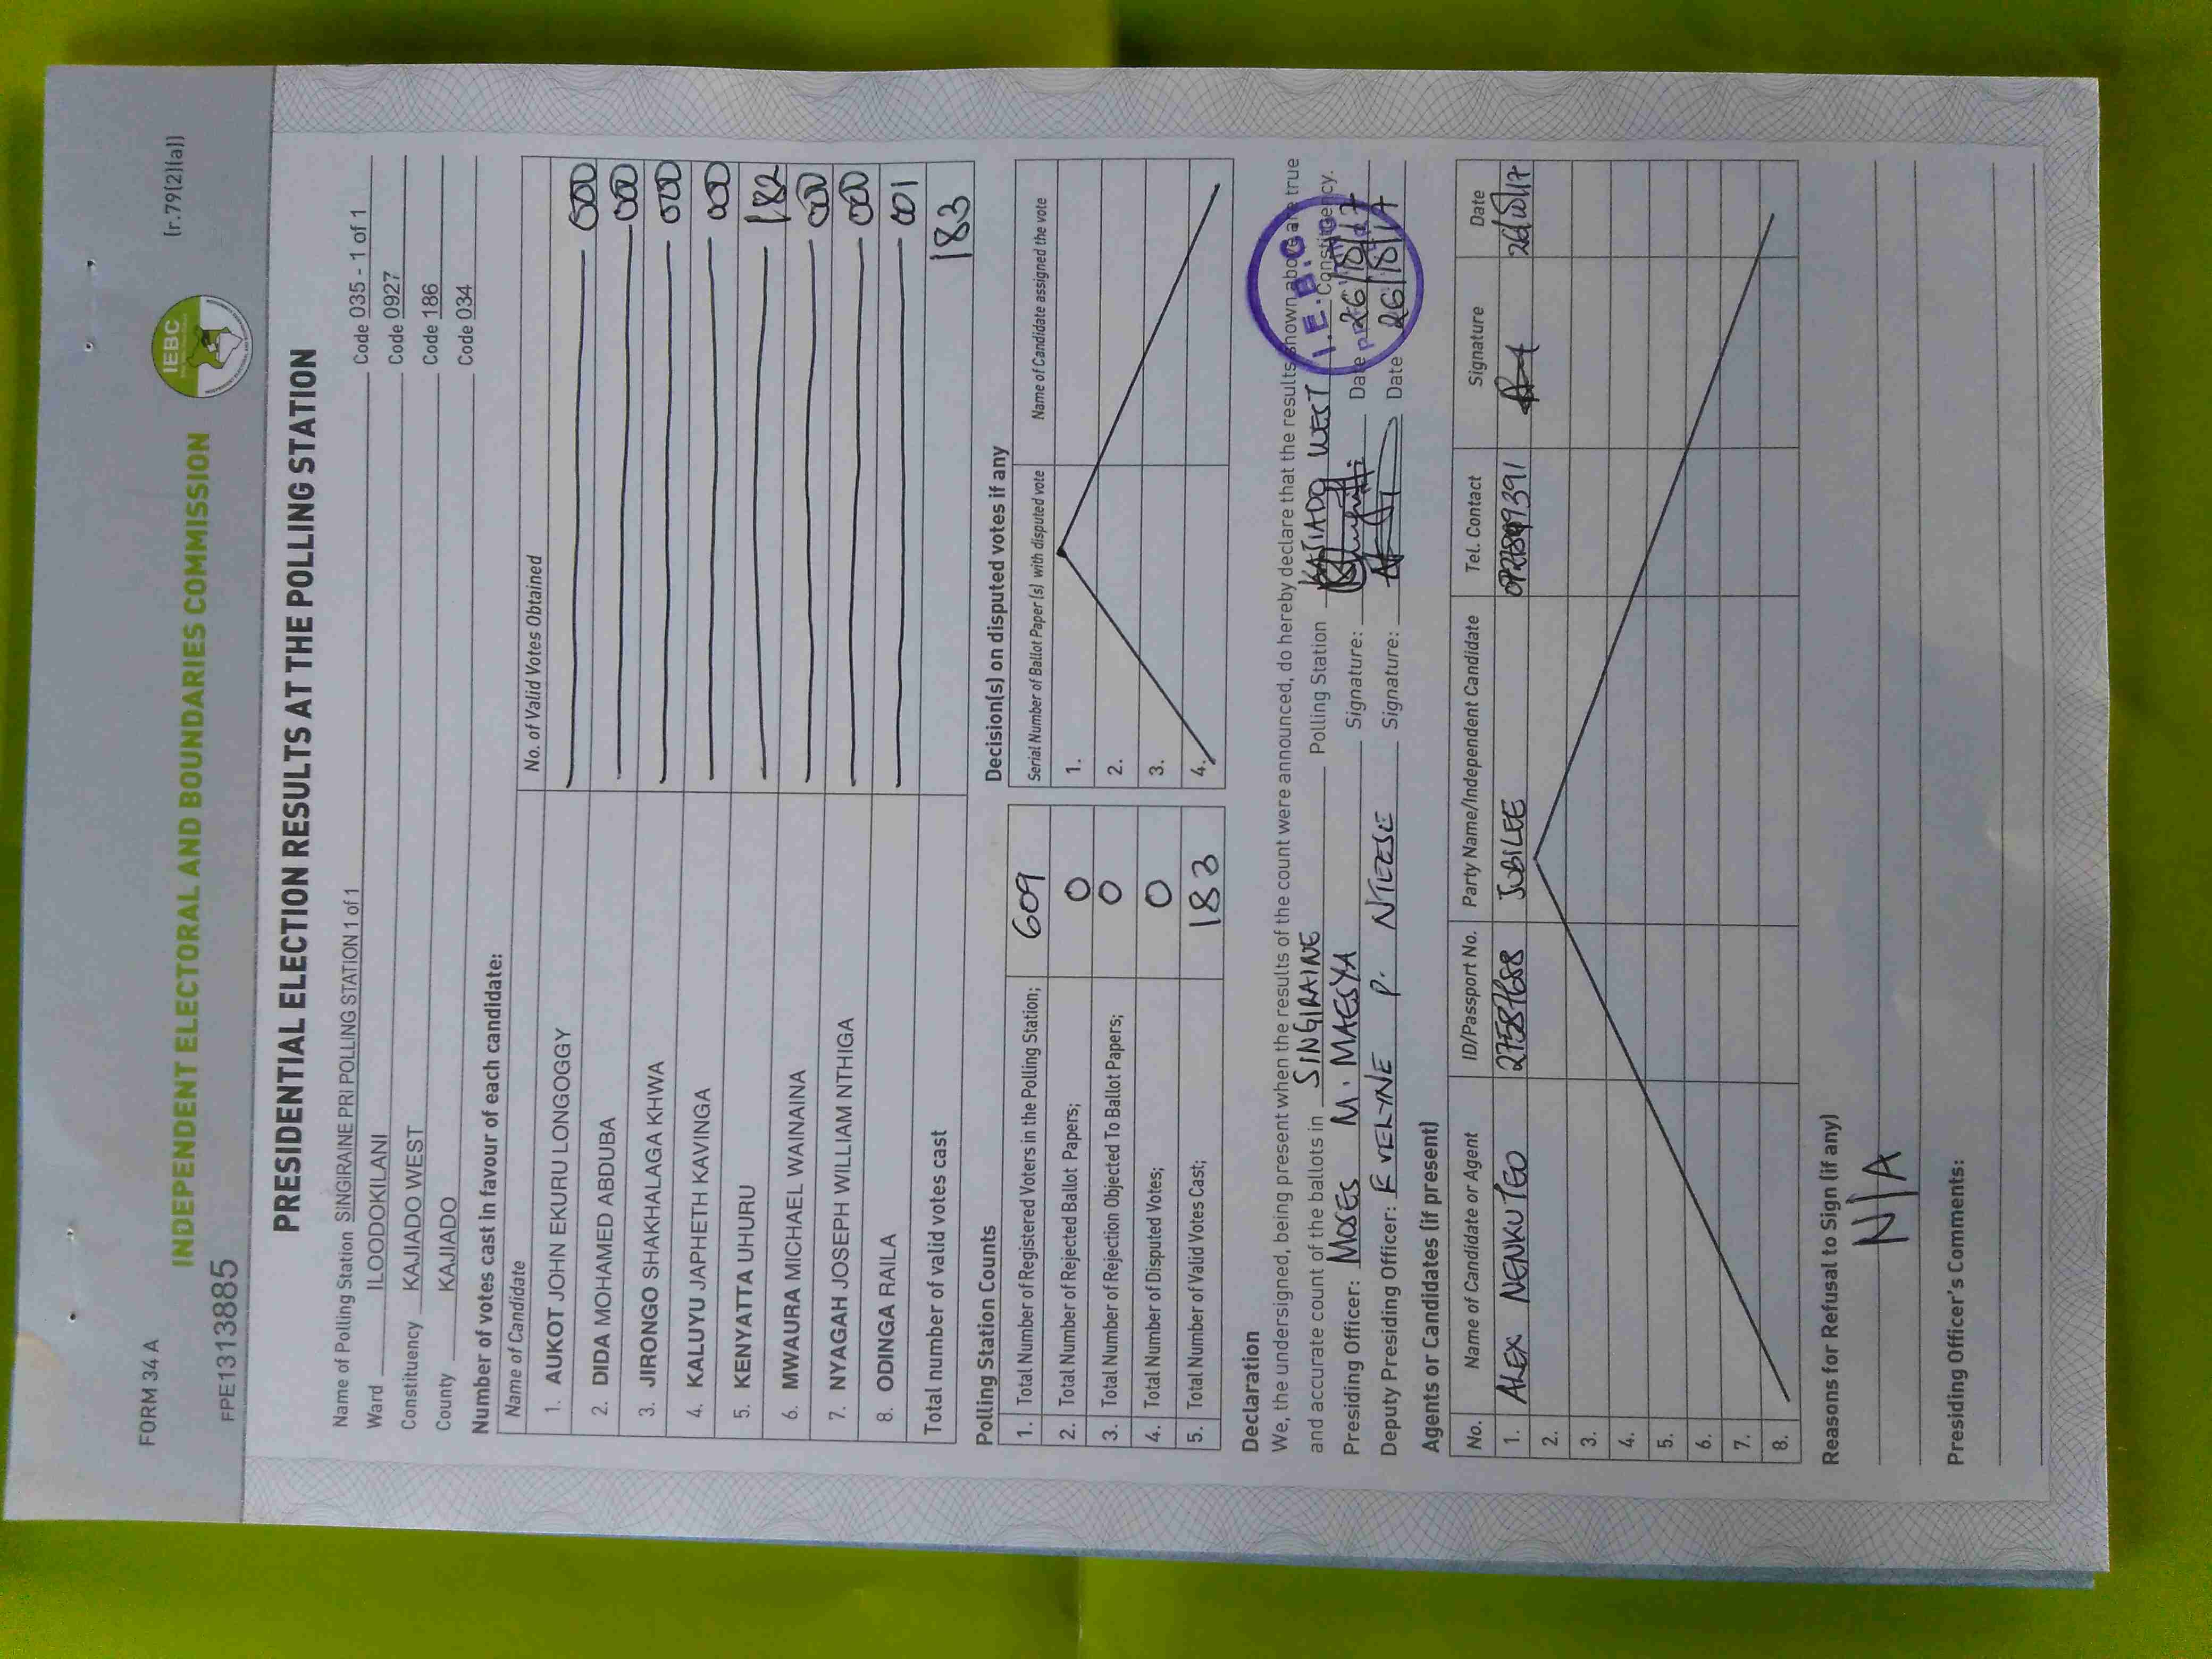 FORM 34 A
(r.79(2)(a))
IEBC
INDEPENDENT ELECTORAL AND BOUNDARIES COMMISSION
FPE1313885
PRESIDENTIAL ELECTION RESULTS AT THE POLLING STATION
Name of Polling Station SINGIRAINE PRI POLLING STATION 1 of 1 Code 035 - 1 of 1
Ward ILOODOKILANI Code 0927
Constituency KAJIADO WEST Code 186
County KAJIADO Code 034
Number of votes cast in favour of each candidate:
Name of Candidate No. of Valid Votes Obtained
1. AUKOT JOHN EKURU LONGOGGY 000
2. DIDA MOHAMED ABDUBA 000
3. JIRONGO SHAKHALAGA KHWA 000
4. KALUYU JAPHETH KAVINGA 000
5. KENYATTA UHURU 182
6. MWAURA MICHAEL WAINAINA 000
7. NYAGAH JOSEPH WILLIAM NTHIGA 000
8. ODINGA RAILA 001
Total number of valid votes cast 183
Polling Station Counts
1. Total Number of Registered Voters in the Polling Station; 609
2. Total Number of Rejected Ballot Papers; 0
3. Total Number of Rejection Objected To Ballot Papers; 0
4. Total Number of Disputed Votes; 0
5. Total Number of Valid Votes Cast; 183
Decision(s) on disputed votes if any
Serial Number of Ballot Paper (s) with disputed vote Name of Candidate assigned the vote
1.
2.
3.
4.
Declaration
We, the undersigned, being present when the results of the count were announced, do hereby declare that the results shown above are true
and accurate count of the ballots in SINGIRAINE Polling Station KAJIADO WEST Constituency.
Presiding Officer: MOSES M. MAESYA Signature: Date 26/10/17
Deputy Presiding Officer: EVELYNE P. NTEESE Signature: Date 26/10/17
I.E.B.C
Agents or Candidates (if present)
No. Name of Candidate or Agent ID/Passport No. Party Name/Independent Candidate Tel. Contact Signature Date
1. ALEX NENKUTEO JUBILEE 26/10/17
2.
3.
4.
5.
6.
7.
8.
Reasons for Refusal to Sign (if any)
N/A
Presiding Officer's Comments: